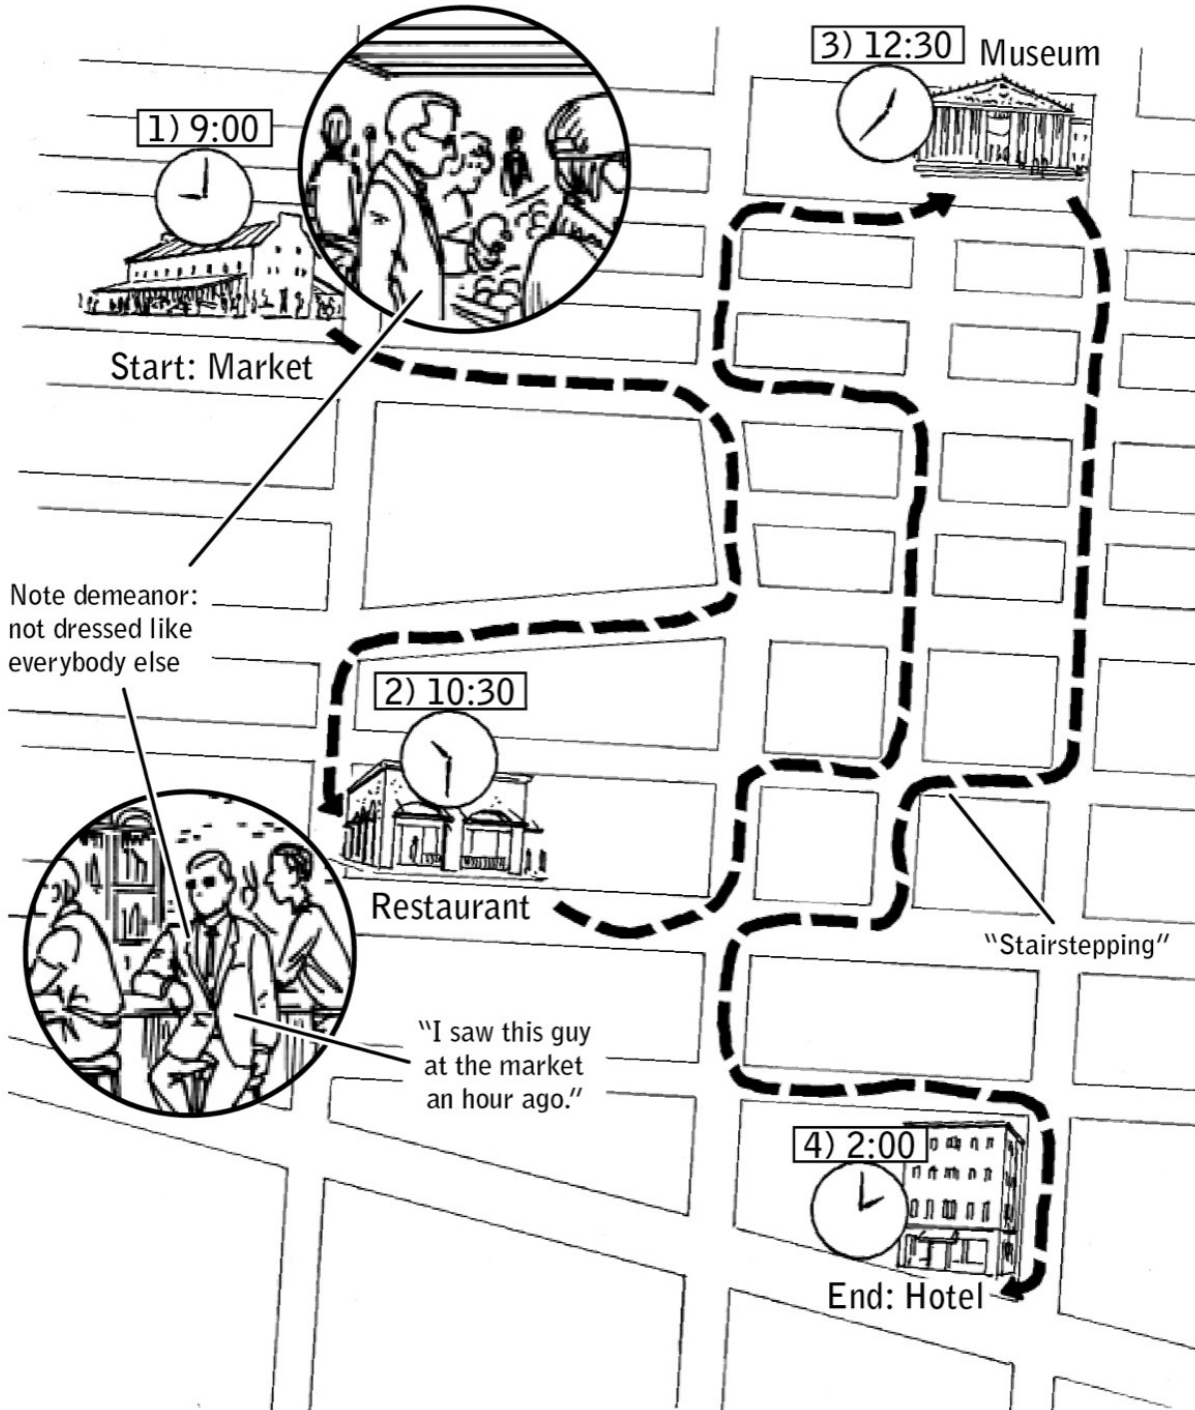 3) 12:30
Museum
1) 9:00
Start: Market
Note demeanor:
not dressed like
everybody else
2) 10:30
Restaurant
"Stairstepping"
"I saw this guy
at the market
an hour ago."
4) 2:00
End: Hotel